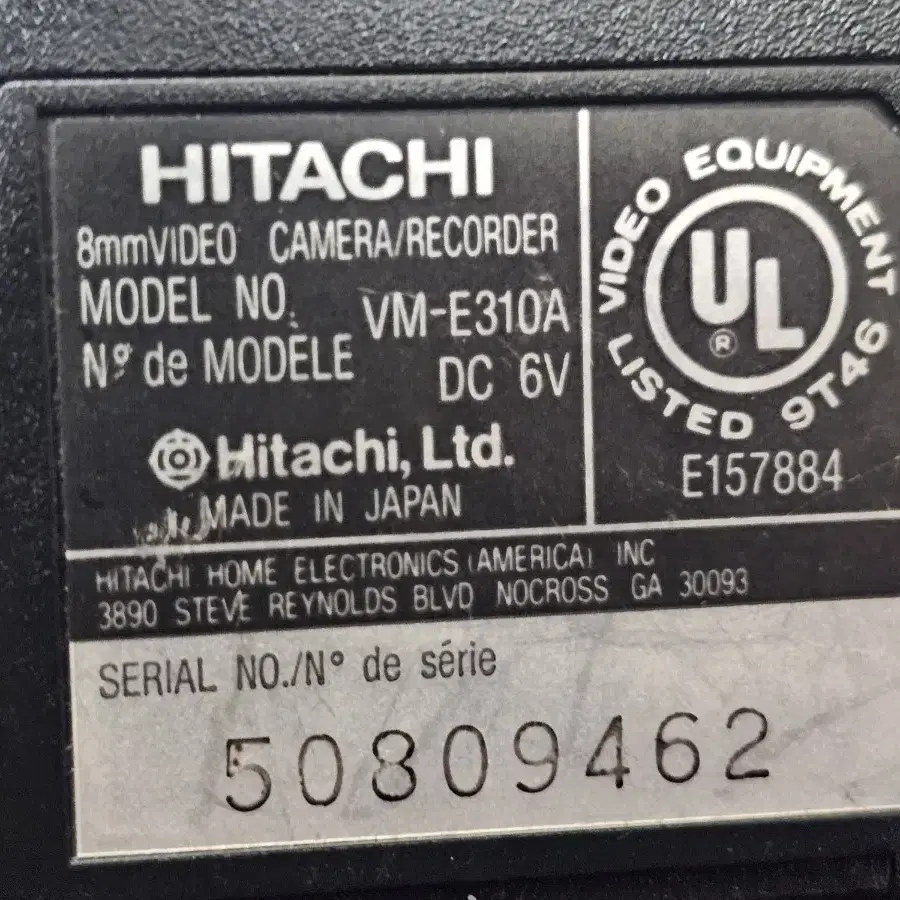 HITACHI
8mmVIDEO CAMERA/RECORDER
MODEL NO. VM-E310A
Nº de MODÈLE DC 6V
Hitachi, Ltd.
MADE IN JAPAN
VIDEO EQUIPMENT
UL
®
LISTED 9T46
E157884
HITACHI HOME ELECTRONICS (AMERICA) INC
3890 STEVE REYNOLDS BLVD NOCROSS GA 30093
SERIAL NO./N° de série
50809462